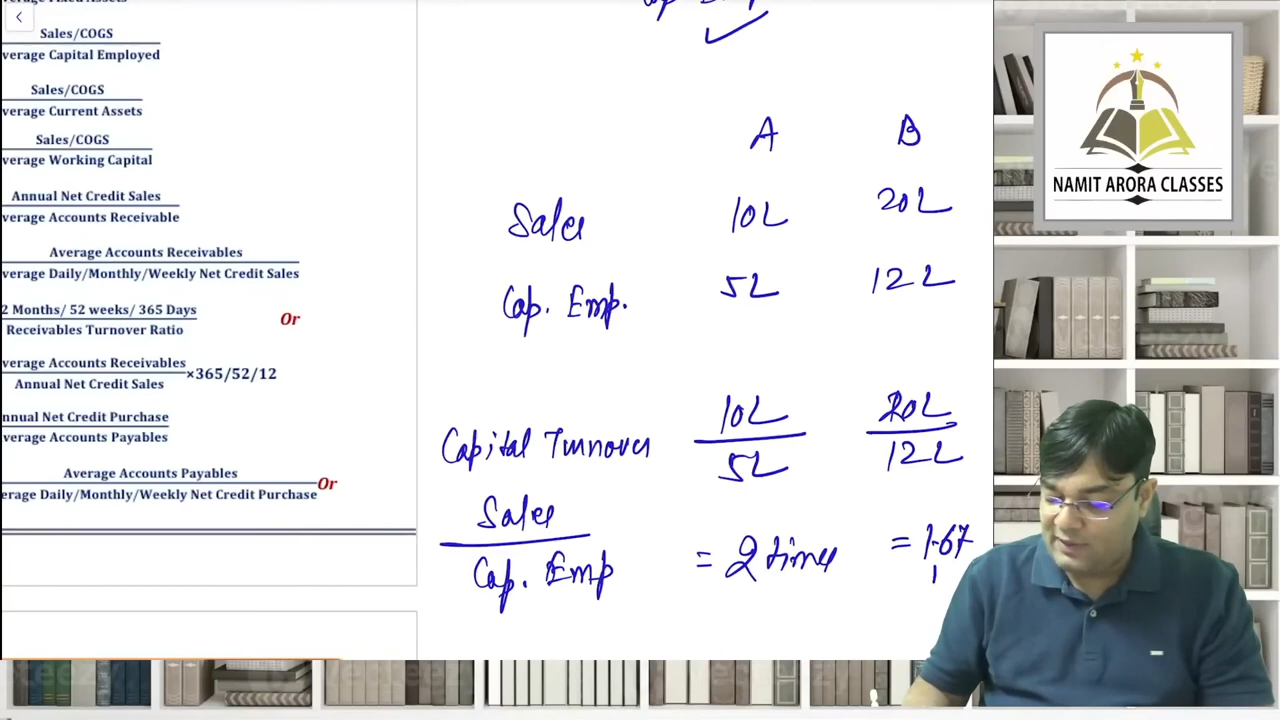 Sales/COGS
verage Capital Employed
Sales/COGS
verage Current Assets
Sales/COGS
verage Working Capital
Annual Net Credit Sales
verage Accounts Receivable
Average Accounts Receivables
verage Daily/Monthly/Weekly Net Credit Sales
2 Months/ 52 weeks/ 365 Days
Receivables Turnover Ratio
Or
verage Accounts Receivables
Annual Net Credit Sales
×365/52/12
nnual Net Credit Purchase
verage Accounts Payables
Average Accounts Payables
erage Daily/Monthly/Weekly Net Credit Purchase
Or
A B
Sales 10L 20L
Cap. Emp. 5L 12L
Capital Turnover 10L 20L
5L 12L
Sales
Cap. Emp = 2 times = 1.67
NAMIT ARORA CLASSES